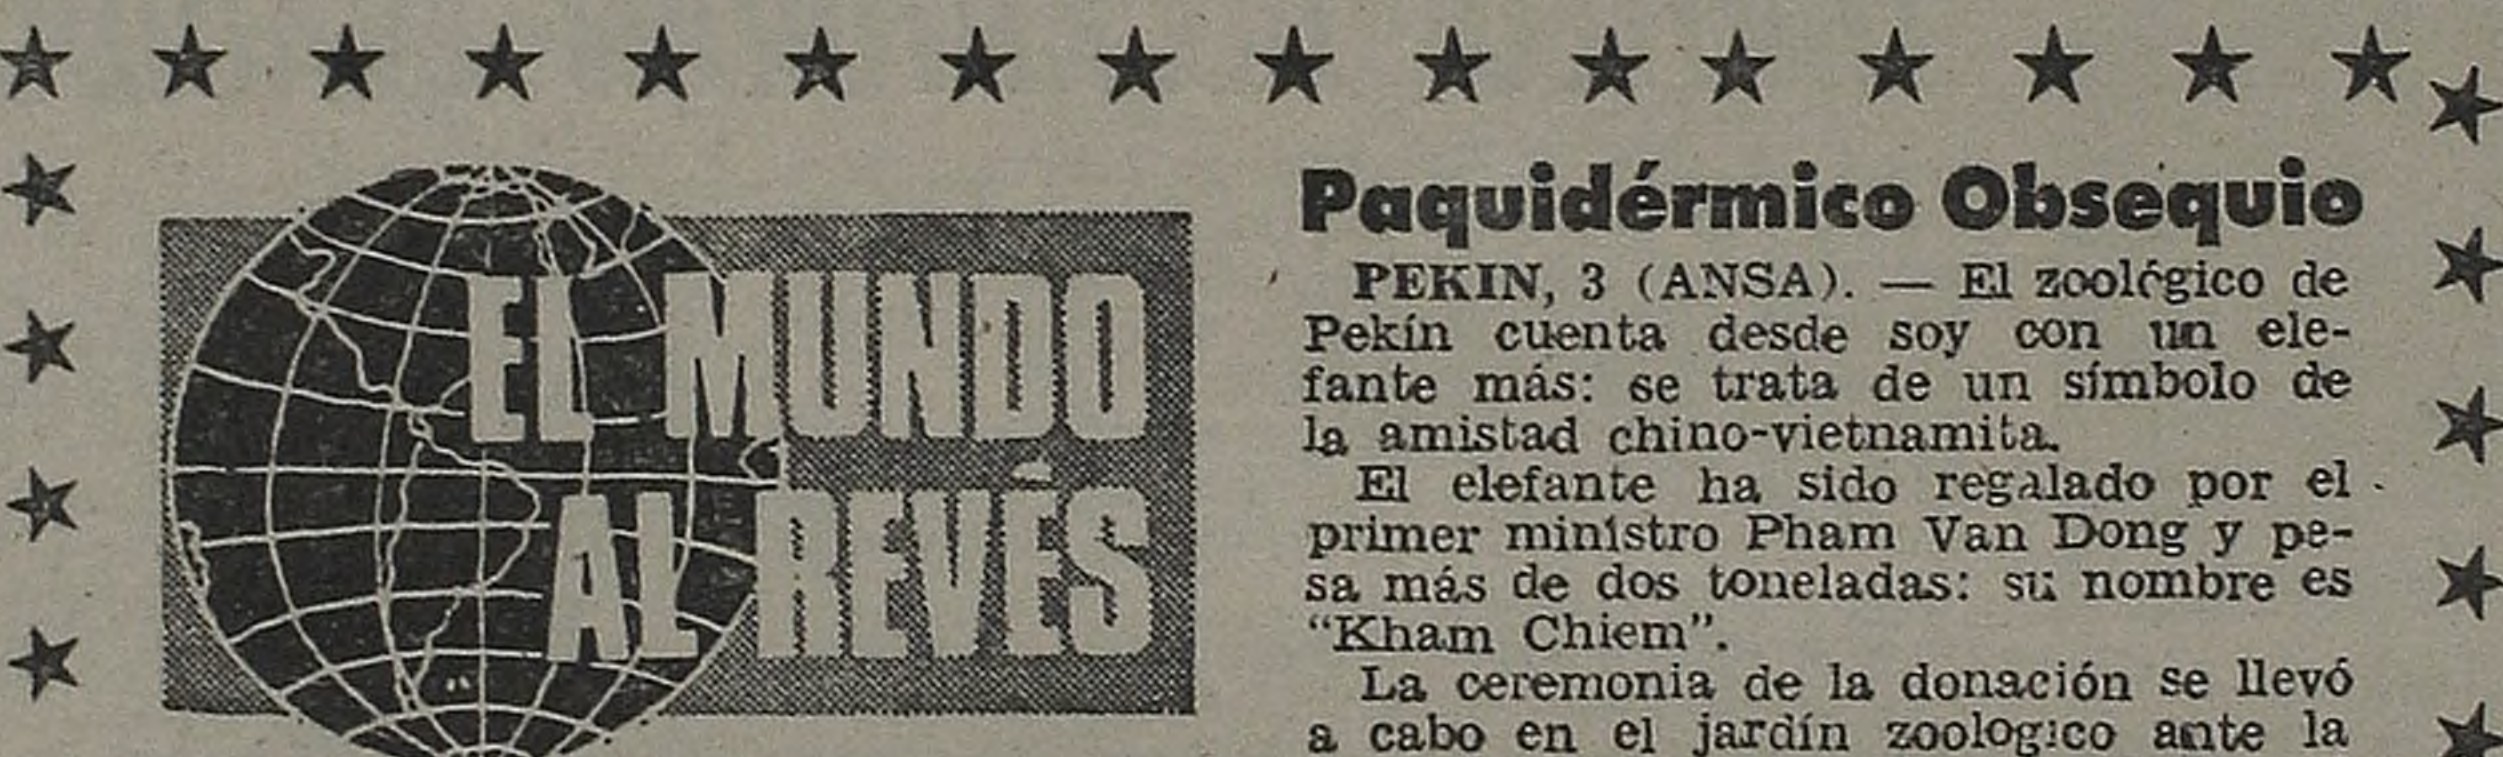 EL MUNDO
AL REVÉS
Paquidérmico Obsequio
PEKIN, 3 (ANSA). — El zoológico de
Pekín cuenta desde soy con un ele-
fante más: se trata de un símbolo de
la amistad chino-vietnamita.
El elefante ha sido regalado por el
primer ministro Pham Van Dong y pe-
sa más de dos toneladas: su nombre es
"Kham Chiem".
La ceremonia de la donación se llevó
a cabo en el jardín zoologico ante la